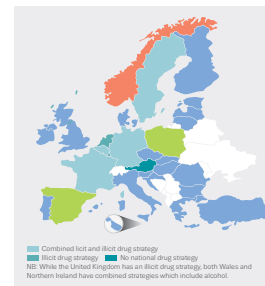 Combined licit and illicit drug strategy
Illicit drug strategy No national drug strategy
NB: While the United Kingdom has an illicit drug strategy, both Wales and
Northern Ireland have combined strategies which include alcohol.